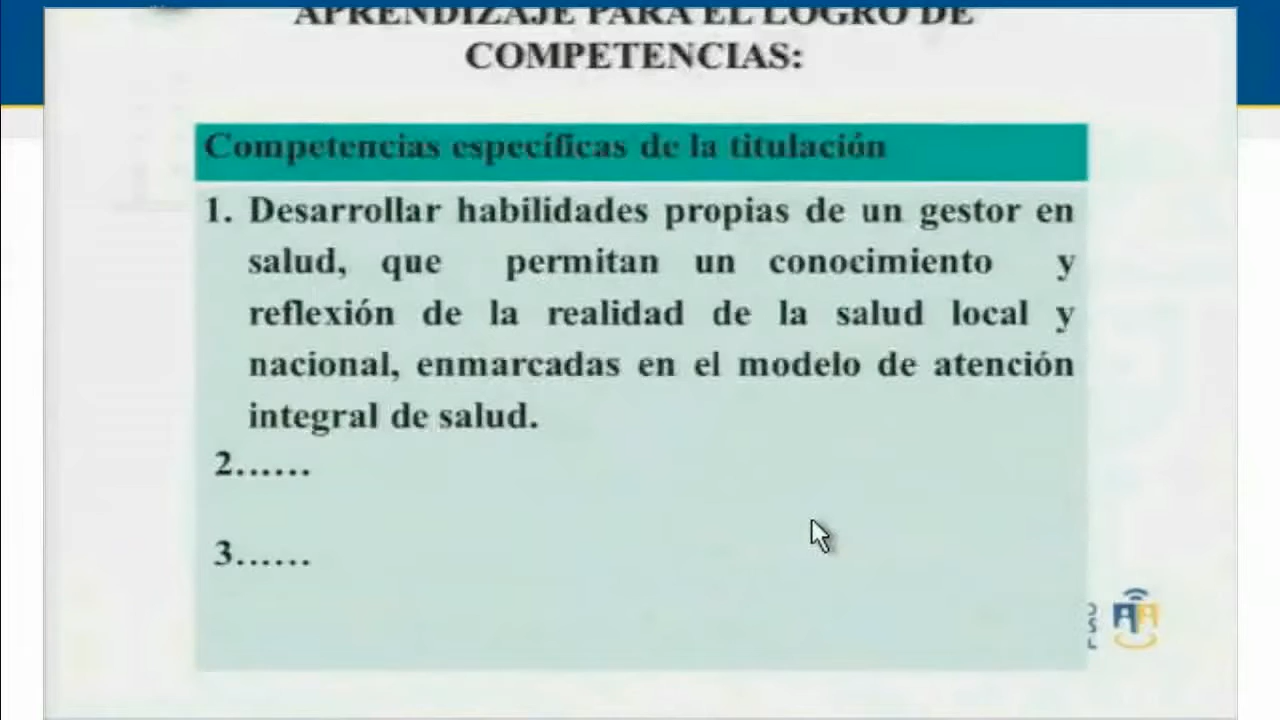 APRENDIZAJE PARA EL LOGRO DE
COMPETENCIAS:
Competencias específicas de la titulación
1. Desarrollar habilidades propias de un gestor en
salud, que permitan un conocimiento y
reflexión de la realidad de la salud local y
nacional, enmarcadas en el modelo de atención
integral de salud.
2......
3......